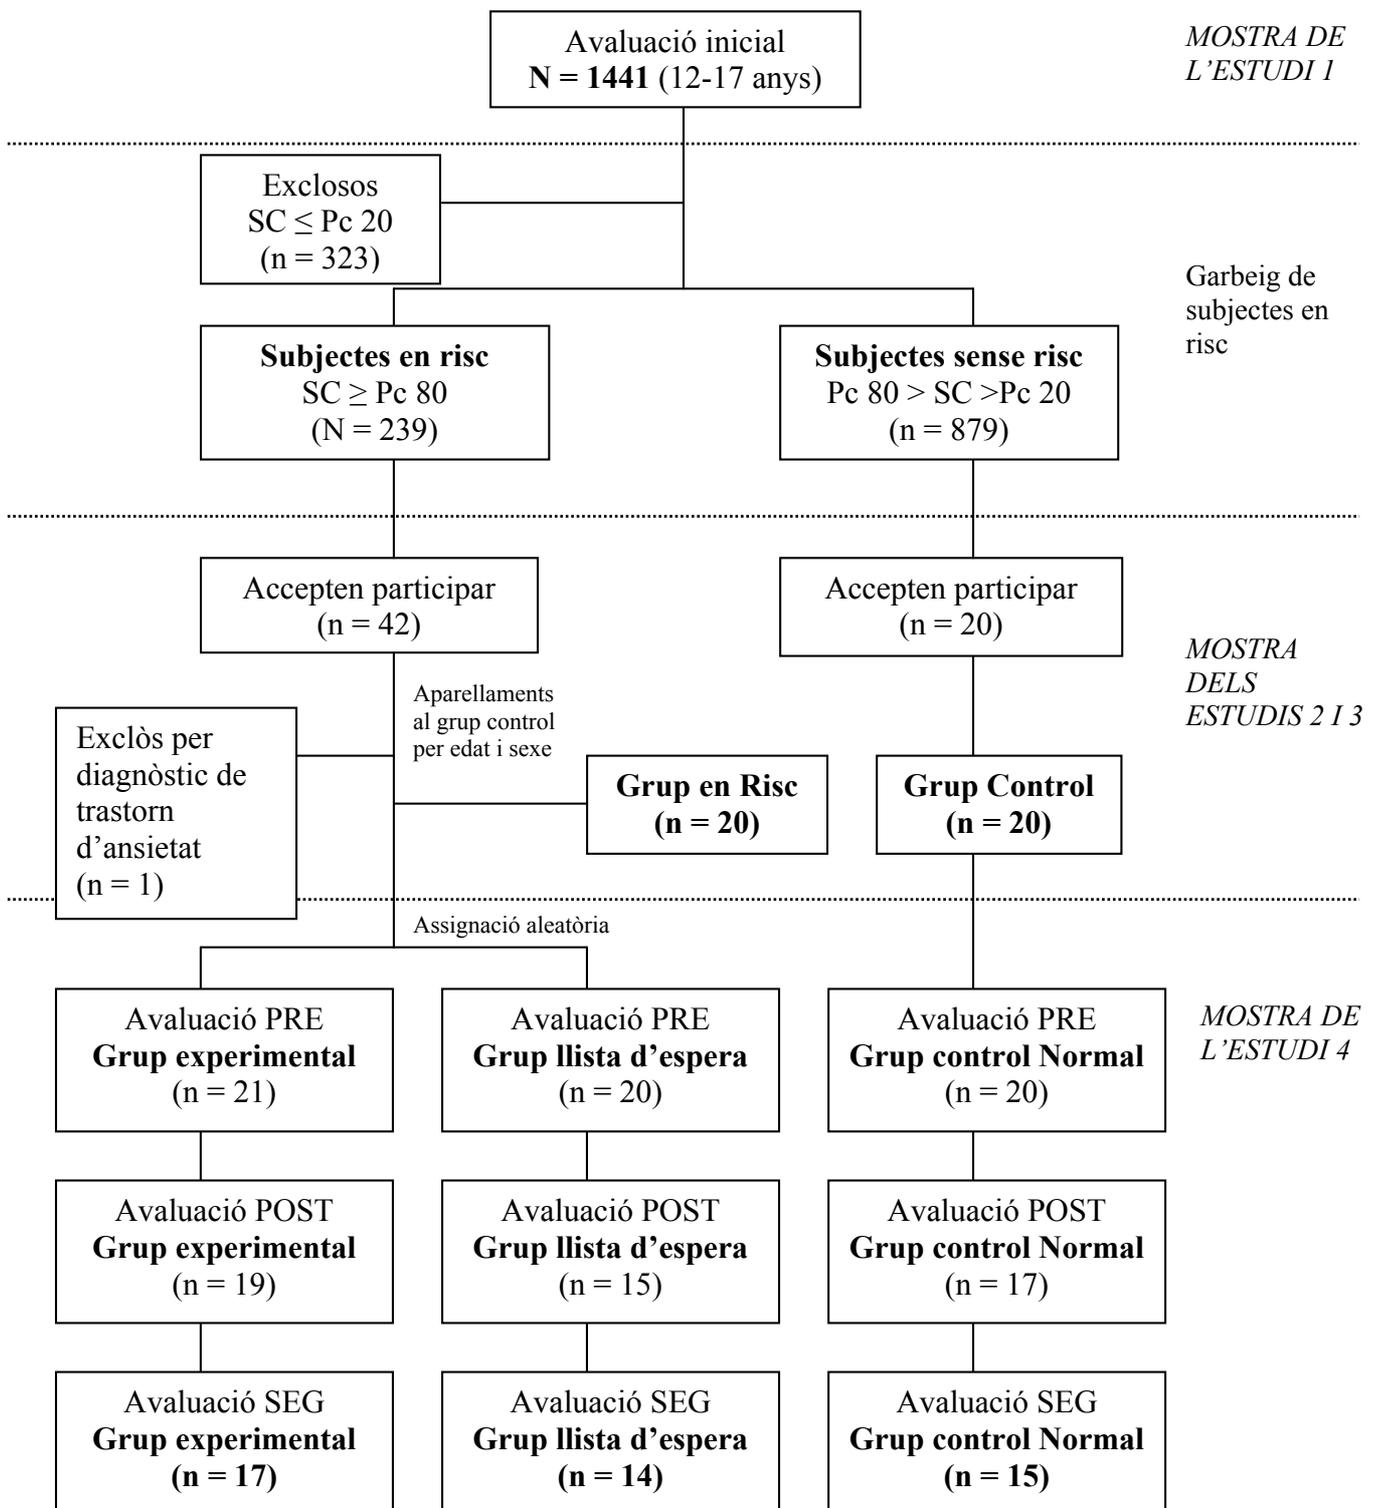 Avaluació inicial
N = 1441 (12-17 anys)
MOSTRA DE
L’ESTUDI 1
Exclosos
SC ≤ Pc 20
(n = 323)
Garbeig de
subjectes en
risc
Subjectes en risc
SC ≥ Pc 80
(N = 239)
Subjectes sense risc
Pc 80 > SC >Pc 20
(n = 879)
Accepten participar
(n = 42)
Accepten participar
(n = 20)
MOSTRA
DELS
ESTUDIS 2 I 3
Aparellaments
al grup control
per edat i sexe
Exclòs per
diagnòstic de
trastorn
d’ansietat
(n = 1)
Grup en Risc
(n = 20)
Grup Control
(n = 20)
Assignació aleatòria
Avaluació PRE
Grup experimental
(n = 21)
Avaluació PRE
Grup llista d’espera
(n = 20)
Avaluació PRE
Grup control Normal
(n = 20)
MOSTRA DE
L’ESTUDI 4
Avaluació POST
Grup experimental
(n = 19)
Avaluació POST
Grup llista d’espera
(n = 15)
Avaluació POST
Grup control Normal
(n = 17)
Avaluació SEG
Grup experimental
(n = 17)
Avaluació SEG
Grup llista d’espera
(n = 14)
Avaluació SEG
Grup control Normal
(n = 15)